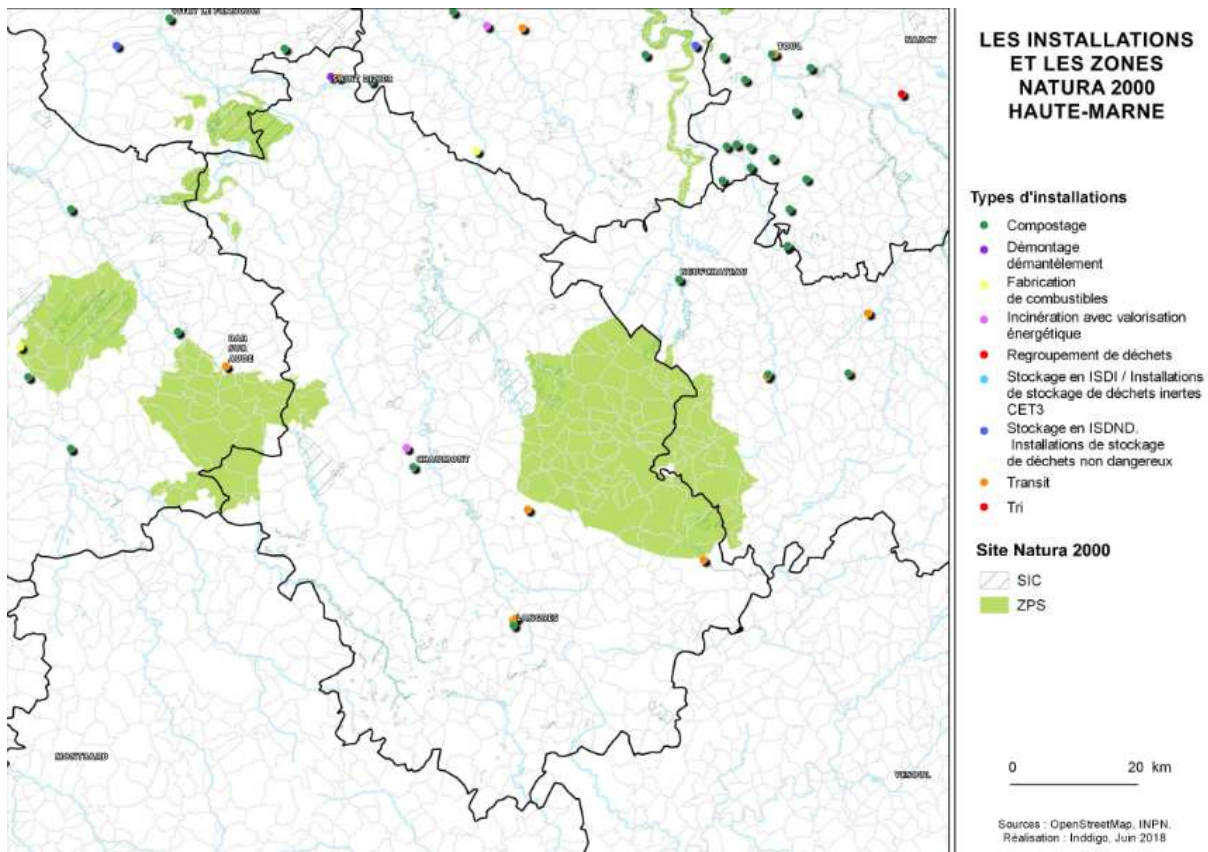 VITRY LE FRANCOIS
NANCY
TOUL
SAINT DIZIER
NEUFCHATEAU
BAR
SUR
AUBE
CHAUMONT
LANGRES
MONTBARD
VESOUL
LES INSTALLATIONS
ET LES ZONES
NATURA 2000
HAUTE-MARNE
Types d'installations
Compostage
Démontage
démantèlement
Fabrication
de combustibles
Incinération avec valorisation
énergétique
Regroupement de déchets
Stockage en ISDI / Installations
de stockage de déchets inertes
CET3
Stockage en ISDND.
Installations de stockage
de déchets non dangereux
Transit
Tri
Site Natura 2000
SIC
ZPS
0 20 km
Sources : OpenStreetMap, INPN.
Réalisation : Inddigo, Juin 2018